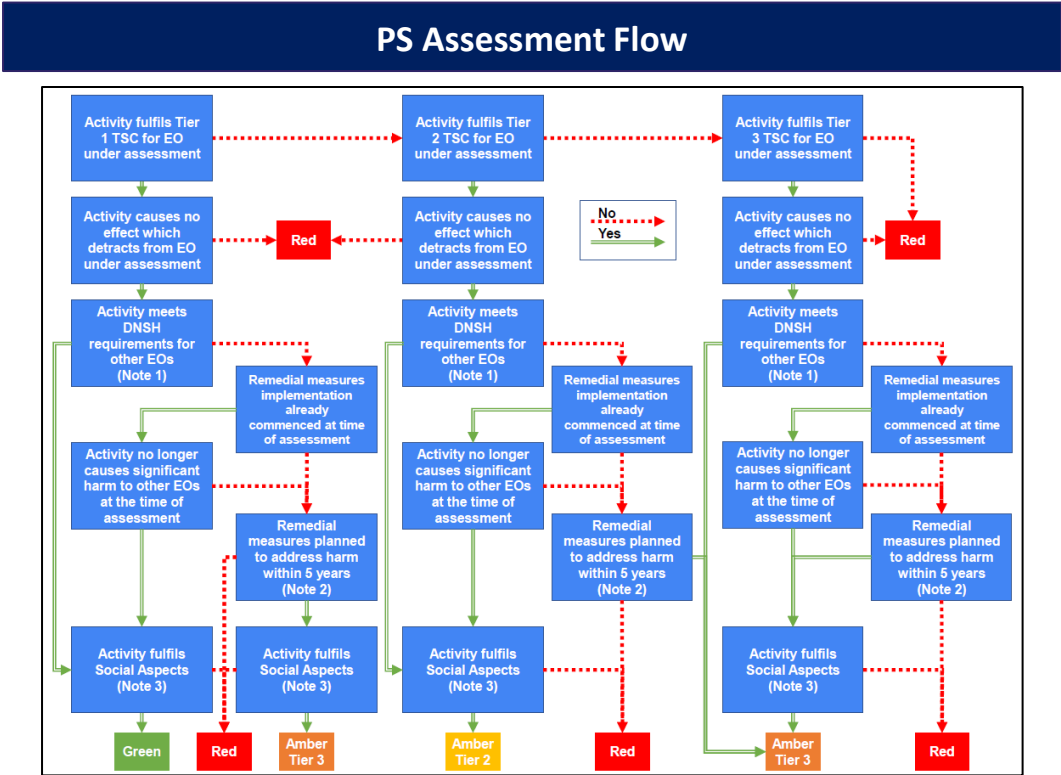 PS Assessment Flow
Activity fulfils Tier
1 TSC for EO
under assessment
Activity fulfils Tier
2 TSC for EO
under assessment
Activity fulfils Tier
3 TSC for EO
under assessment
Activity causes no
effect which
detracts from EO
under assessment
Red
Activity causes no
effect which
detracts from EO
under assessment
No
Yes
Activity causes no
effect which
detracts from EO
under assessment
Red
Activity meets
DNSH
requirements for
other EOs
(Note 1)
Activity meets
DNSH
requirements for
other EOs
(Note 1)
Activity meets
DNSH
requirements for
other EOs
(Note 1)
Remedial measures
implementation
already
commenced at time
of assessment
Remedial measures
implementation
already
commenced at time
of assessment
Remedial measures
implementation
already
commenced at time
of assessment
Activity no longer
causes significant
harm to other EOs
at the time of
assessment
Activity no longer
causes significant
harm to other EOs
at the time of
assessment
Activity no longer
causes significant
harm to other EOs
at the time of
assessment
Remedial
measures planned
to address harm
within 5 years
(Note 2)
Remedial
measures planned
to address harm
within 5 years
(Note 2)
Remedial
measures planned
to address harm
within 5 years
(Note 2)
Activity fulfils
Social Aspects
(Note 3)
Activity fulfils
Social Aspects
(Note 3)
Activity fulfils
Social Aspects
(Note 3)
Activity fulfils
Social Aspects
(Note 3)
Green
Red
Amber
Tier 3
Amber
Tier 2
Red
Amber
Tier 3
Red